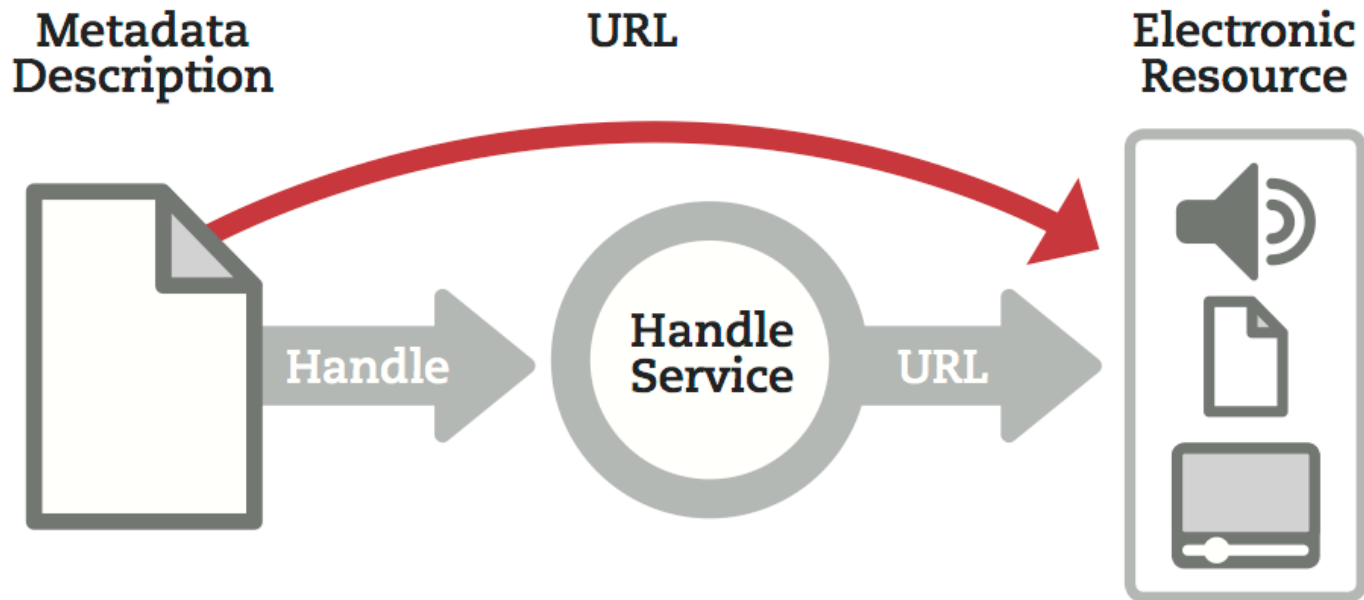 Metadata
Description
URL
Electronic
Resource
Handle
Handle
Service
URL